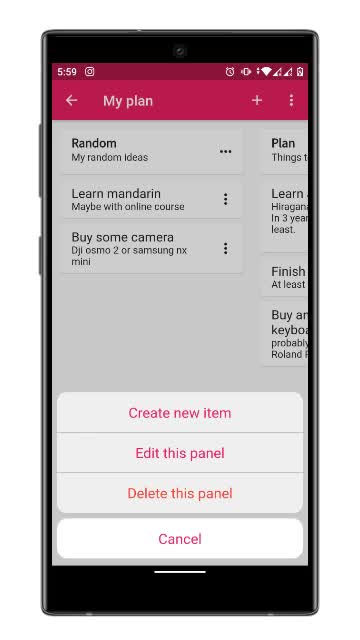 5:59
My plan
Random
My random Ideas
Learn mandarin
Maybe with online course
Buy some camera
Dji osmo 2 or samsung nx
mini
Plan
Things t
Learn
Hiragana
In 3 year
least.
Finish
At least
Buy an
keybo
probably
Roland
Create new item
Edit this panel
Delete this panel
Cancel